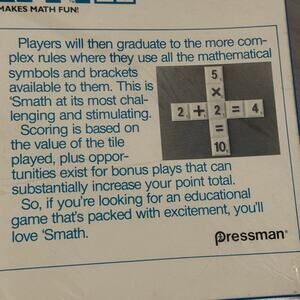 MAKES MATH FUN!
Players will then graduate to the more com-
plex rules where they use all the mathematical
symbols and brackets
available to them. This is
'Smath at its most chal-
lenging and stimulating.
Scoring is based on
the value of the tile
played, plus oppor-
tunities exist for bonus plays that can
substantially increase your point total.
So, if you're looking for an educational
game that's packed with excitement, you'll
love 'Smath.
5
×
2 + 2 = 4
=
10
Pressman®